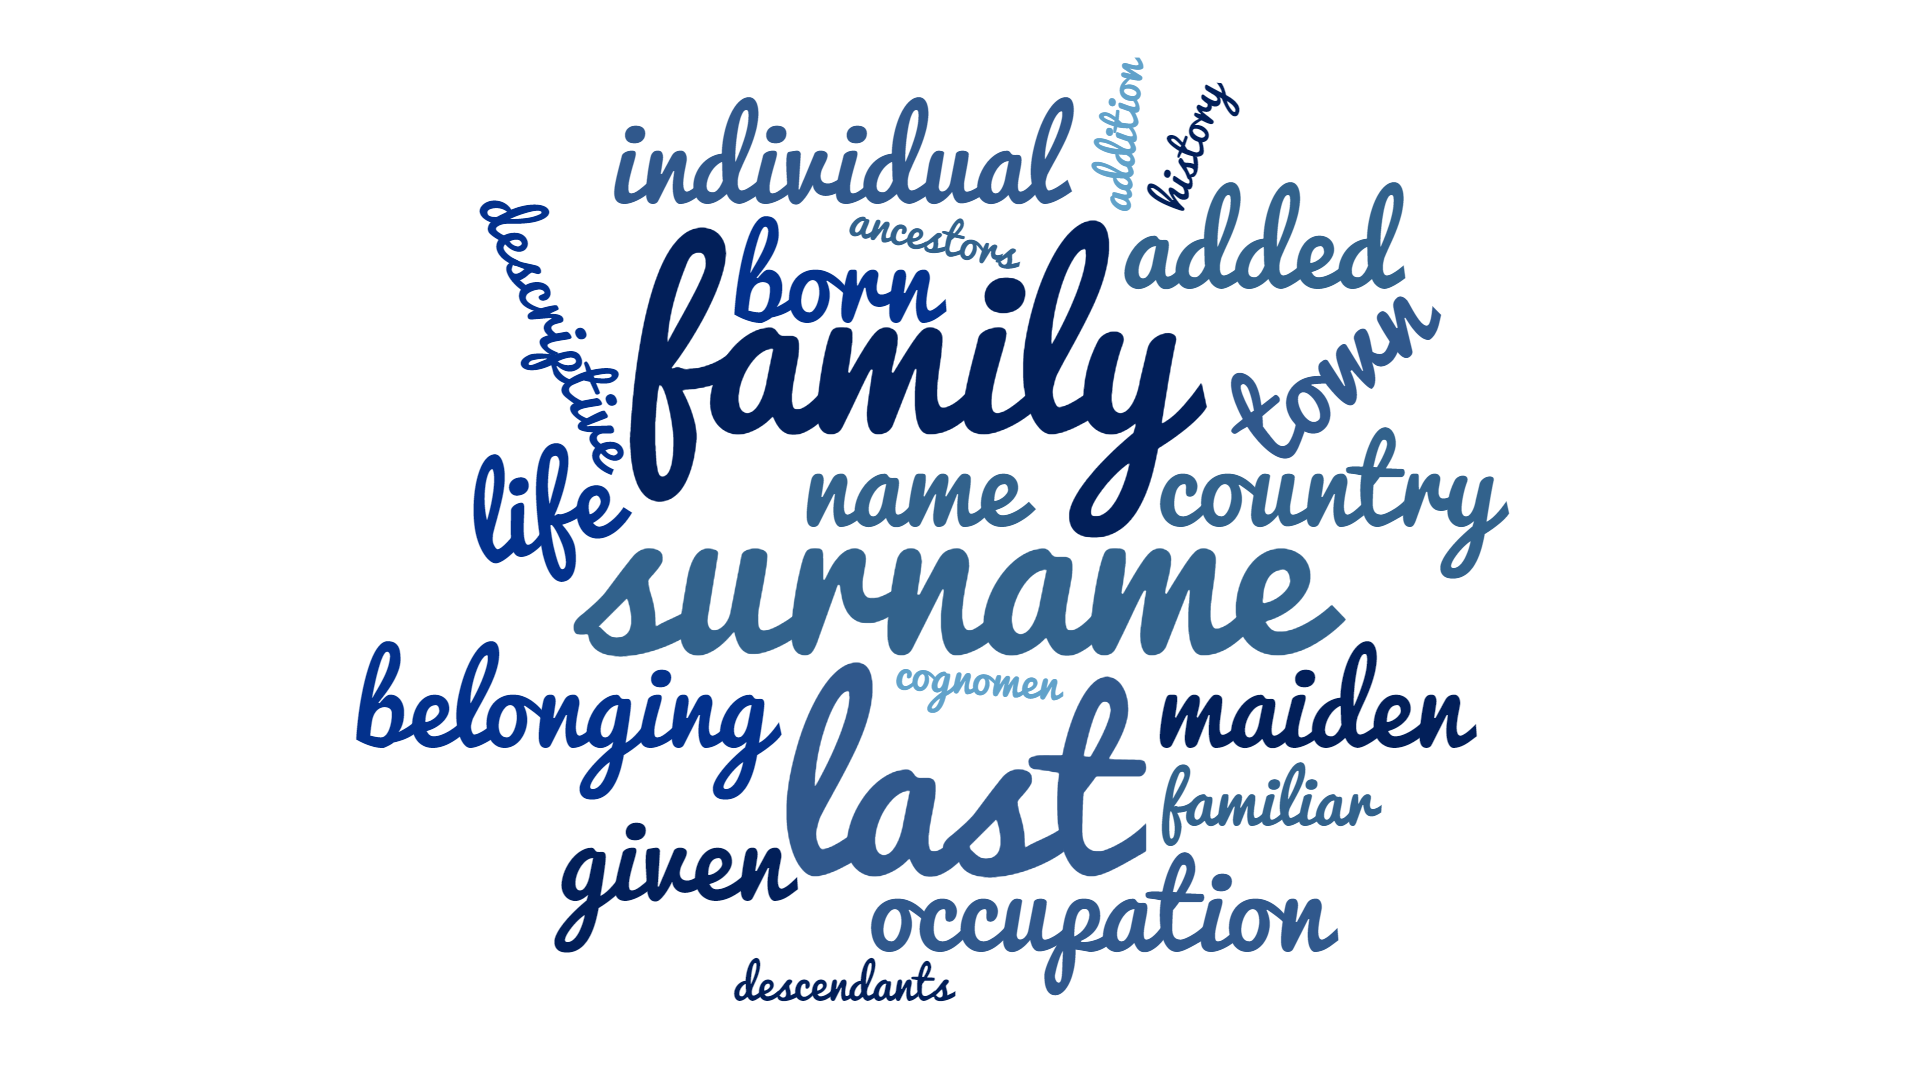 addition
history
individual
added
descriptive
ancestors
born
family
town
life
name
country
surname
belonging
cognomen
maiden
last
familiar
given
occupation
descendants